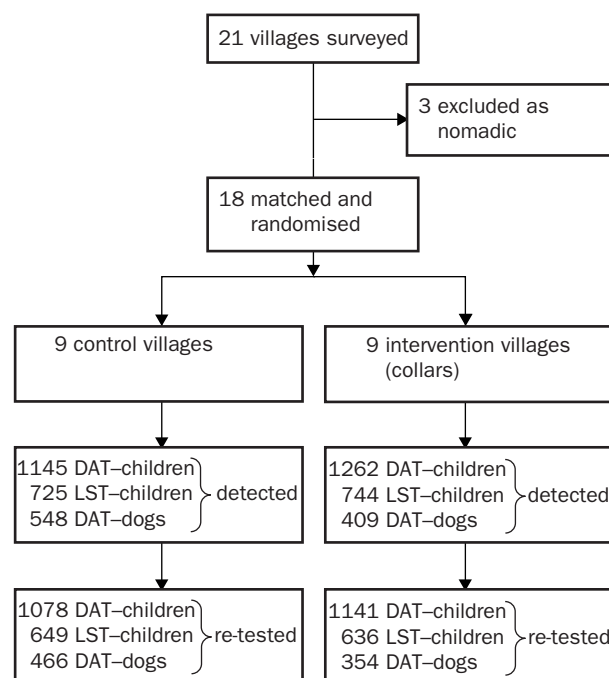 21 villages surveyed
3 excluded as
nomadic
18 matched and
randomised
9 control villages
9 intervention villages
(collars)
1145 DAT–children
725 LST–children
548 DAT–dogs
detected
1262 DAT–children
744 LST–children
409 DAT–dogs
detected
1078 DAT–children
649 LST–children
466 DAT–dogs
re-tested
1141 DAT–children
636 LST–children
354 DAT–dogs
re-tested